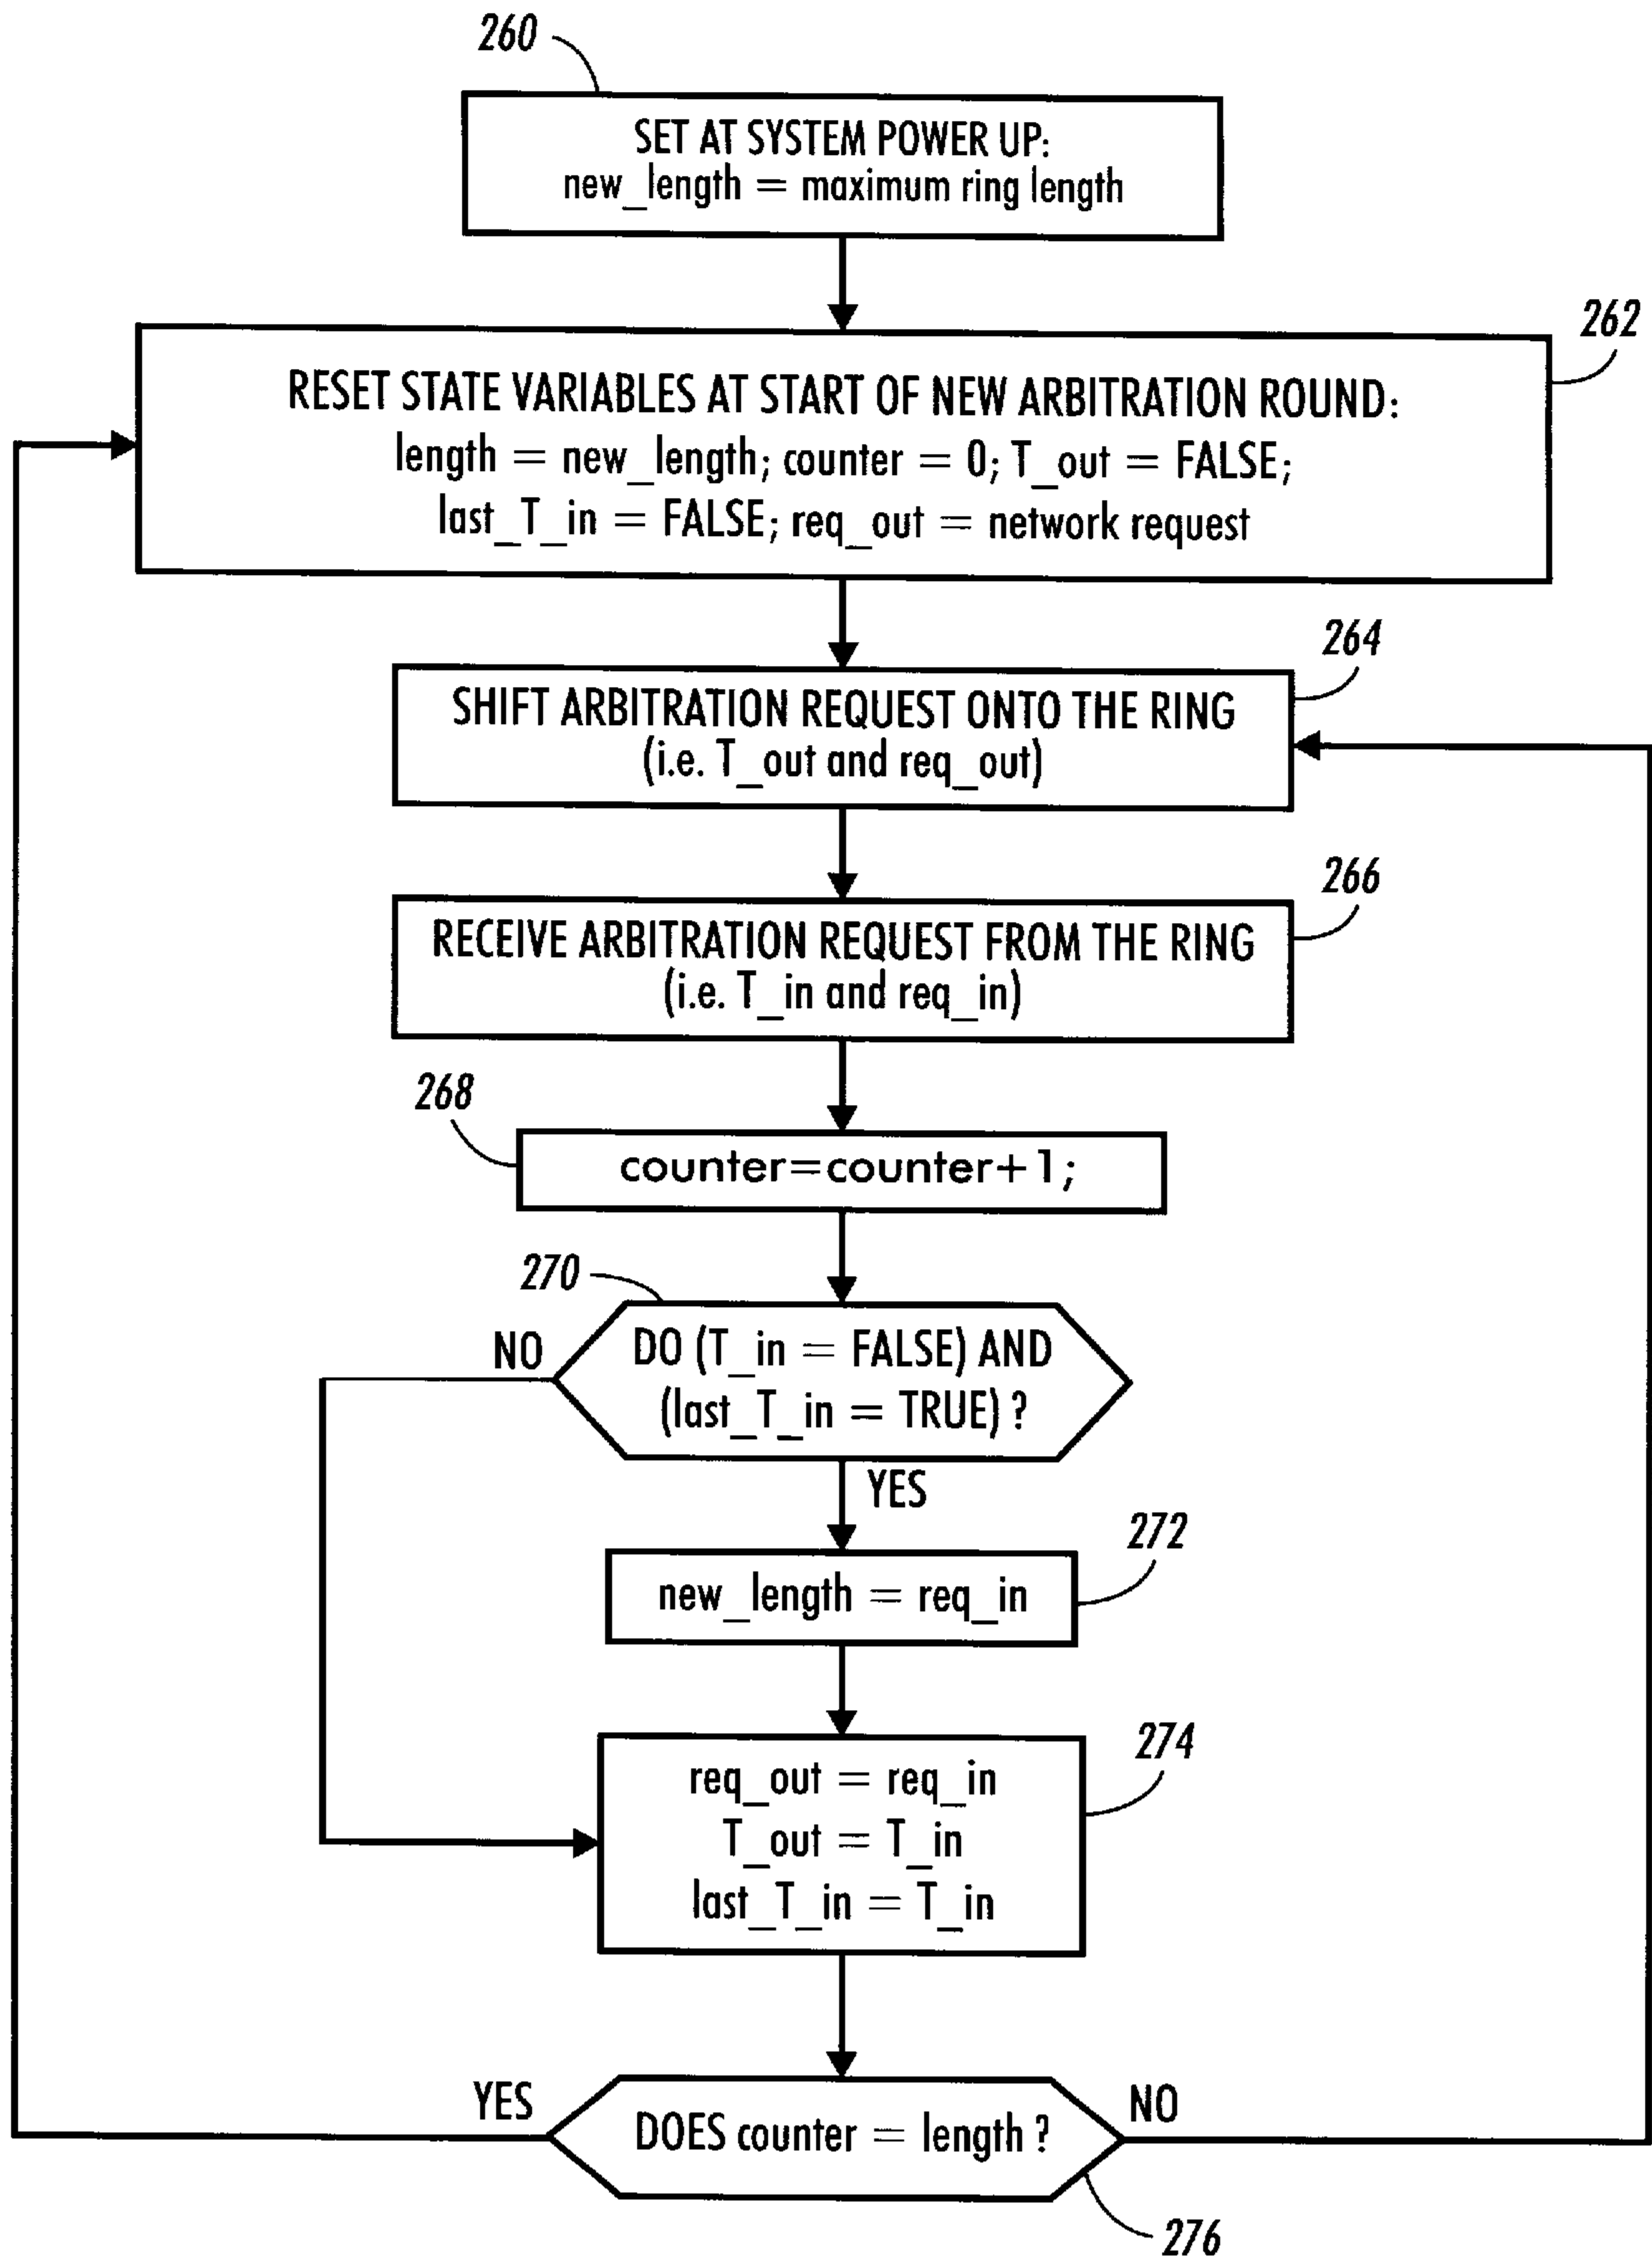 260
SET AT SYSTEM POWER UP:
new_length = maximum ring length
262
RESET STATE VARIABLES AT START OF NEW ARBITRATION ROUND:
length = new_length; counter = 0; T_out = FALSE;
last_T_in = FALSE; req_out = network request
264
SHIFT ARBITRATION REQUEST ONTO THE RING
(i.e. T_out and req_out)
266
RECEIVE ARBITRATION REQUEST FROM THE RING
(i.e. T_in and req_in)
268
counter=counter+1;
270
NO
DO (T_in = FALSE) AND
(last_T_in = TRUE) ?
YES
272
new_length = req_in
274
req_out = req_in
T_out = T_in
last_T_in = T_in
YES
DOES counter = length ?
NO
276